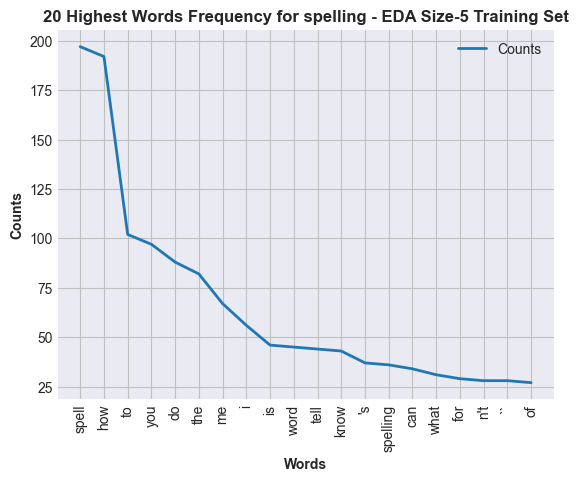 20 Highest Words Frequency for spelling - EDA Size-5 Training Set
Counts
200
175
150
125
100
75
50
25
Counts
spell
how
to
you
do
the
me
i
is
word
tell
know
's
spelling
can
what
for
n't
``
of
Words